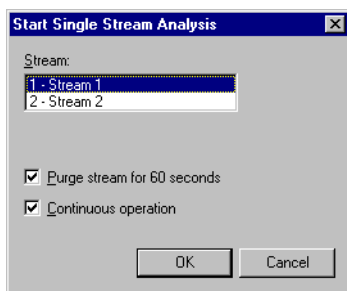 Start Single Stream Analysis
Stream:
1 - Stream 1
2 - Stream 2
Purge stream for 60 seconds
Continuous operation
OK Cancel